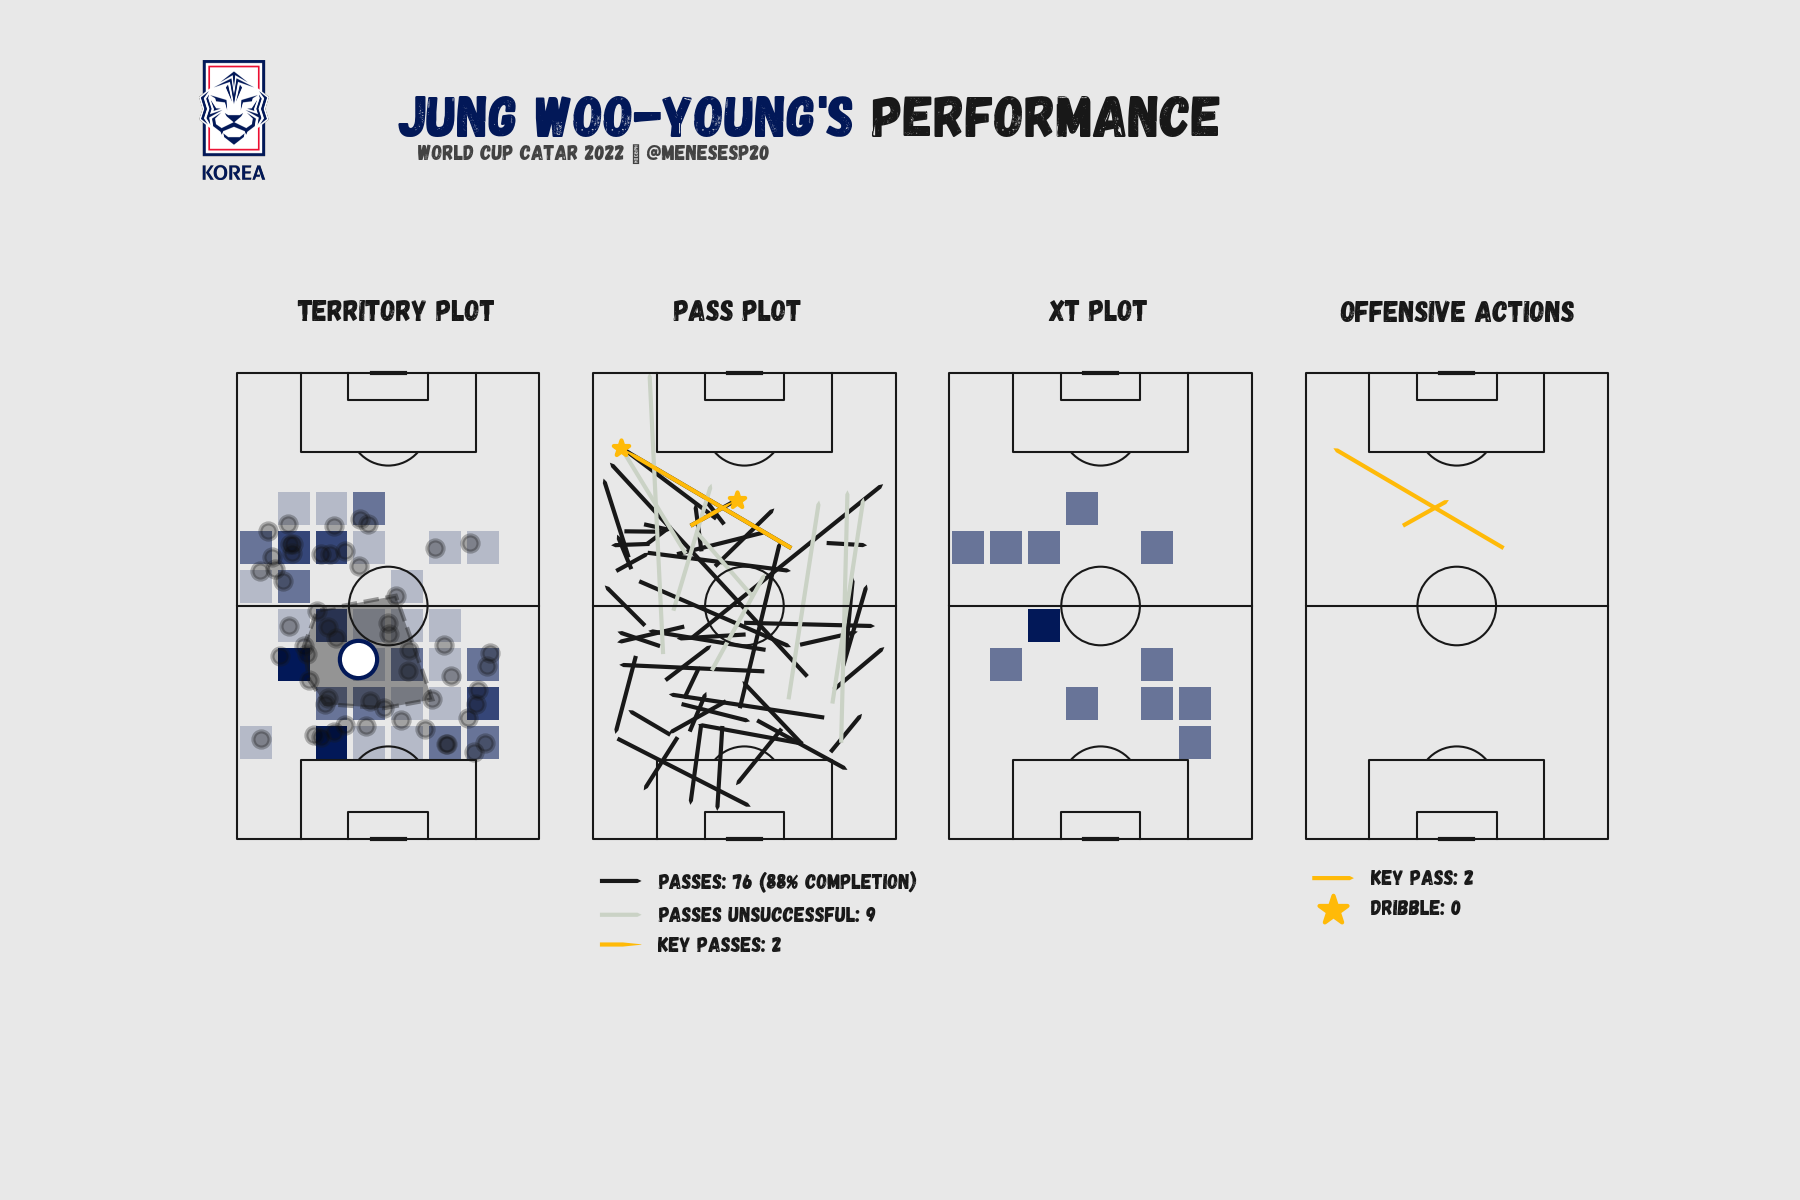 JUNG WOO-YOUNG'S PERFORMANCE
WORLD CUP CATAR 2022 @MENESESP20
KOREA
TERRITORY PLOT
PASS PLOT
XT PLOT
OFFENSIVE ACTIONS
PASSES: 76 (88% COMPLETION)
PASSES UNSUCCESSFUL: 9
KEY PASSES: 2
KEY PASS: 2
DRIBBLE: 0